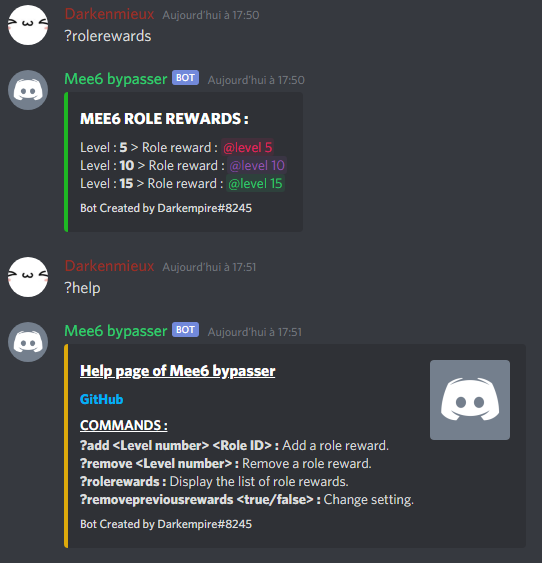 Darkenmieux Aujourd'hui à 17:50
?rolerewards
Mee6 bypasser BOT Aujourd'hui à 17:50
MEE6 ROLE REWARDS :
Level : 5 > Role reward : @level 5
Level : 10 > Role reward : @level 10
Level : 15 > Role reward : @level 15
Bot Created by Darkempire#8245
Darkenmieux Aujourd'hui à 17:51
?help
Mee6 bypasser BOT Aujourd'hui à 17:51
Help page of Mee6 bypasser
GitHub
COMMANDS :
?add <Level number> <Role ID> : Add a role reward.
?remove <Level number> : Remove a role reward.
?rolerewards : Display the list of role rewards.
?removepreviousrewards <true/false> : Change setting.
Bot Created by Darkempire#8245